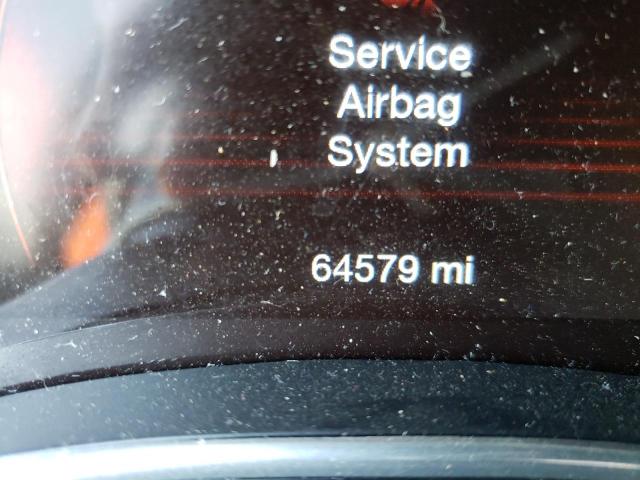 Service
Airbag
System
64579 mi